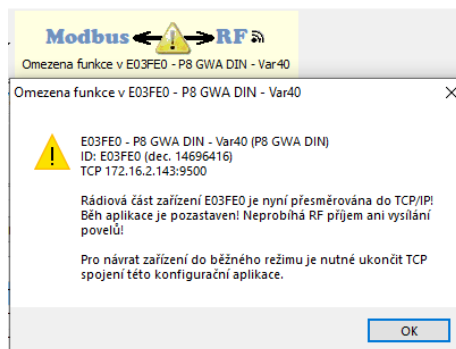 Modbus RF
Omezena funkce v E03FE0 - P8 GWA DIN - Var40
Omezena funkce v E03FE0 - P8 GWA DIN - Var40
E03FE0 - P8 GWA DIN - Var40 (P8 GWA DIN)
ID: E03FE0 (dec. 14696416)
TCP 172.16.2.143:9500
Rádiová část zařízení E03FE0 je nyní přesměrována do TCP/IP!
Běh aplikace je pozastaven! Neprobíhá RF příjem ani vysílání
povelů!
Pro návrat zařízení do běžného režimu je nutné ukončit TCP
spojení této konfigurační aplikace.
OK